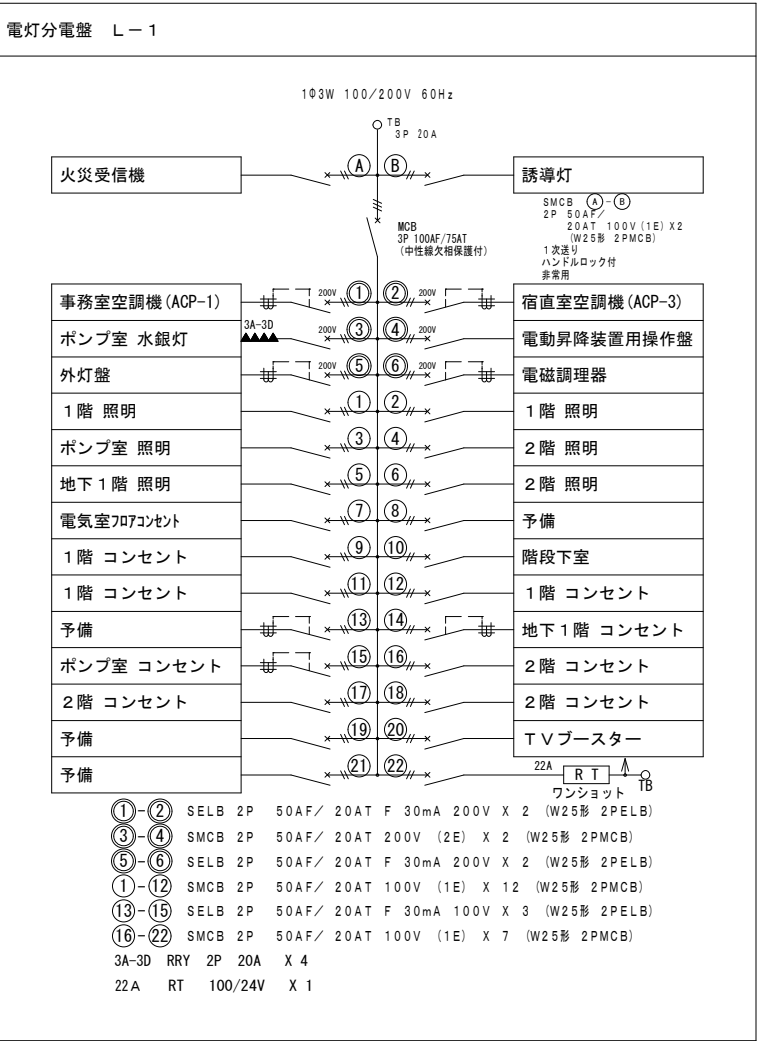 電灯分電盤 L－1
1Φ3W 100/200V 60Hz
TB
3P 20A
火災受信機 A B 誘導灯
SMCB A-B
2P 50AF/
20AT 100V(1E)X2
(W25形 2PMCB)
1次送り
ハンドルロック付
非常用
MCB
3P 100AF/75AT
(中性線欠相保護付)
事務室空調機(ACP-1) 200V 1 2 200V 宿直室空調機(ACP-3)
ポンプ室 水銀灯 3A-3D 200V 3 4 200V 電動昇降装置用操作盤
外灯盤 200V 5 6 200V 電磁調理器
1階 照明 1 2 1階 照明
ポンプ室 照明 3 4 2階 照明
地下1階 照明 5 6 2階 照明
電気室フロアコンセント 7 8 予備
1階 コンセント 9 10 階段下室
1階 コンセント 11 12 1階 コンセント
予備 13 14 地下1階 コンセント
ポンプ室 コンセント 15 16 2階 コンセント
2階 コンセント 17 18 2階 コンセント
予備 19 20 TVブースター
予備 21 22 22A RT TB
ワンショット
1-2 SELB 2P 50AF/ 20AT F 30mA 200V X 2 (W25形 2PELB)
3-4 SMCB 2P 50AF/ 20AT 200V (2E) X 2 (W25形 2PMCB)
5-6 SELB 2P 50AF/ 20AT F 30mA 200V X 2 (W25形 2PELB)
1-12 SMCB 2P 50AF/ 20AT 100V (1E) X 12 (W25形 2PMCB)
13-15 SELB 2P 50AF/ 20AT F 30mA 100V X 3 (W25形 2PELB)
16-22 SMCB 2P 50AF/ 20AT 100V (1E) X 7 (W25形 2PMCB)
3A-3D RRY 2P 20A X 4
22A RT 100/24V X 1